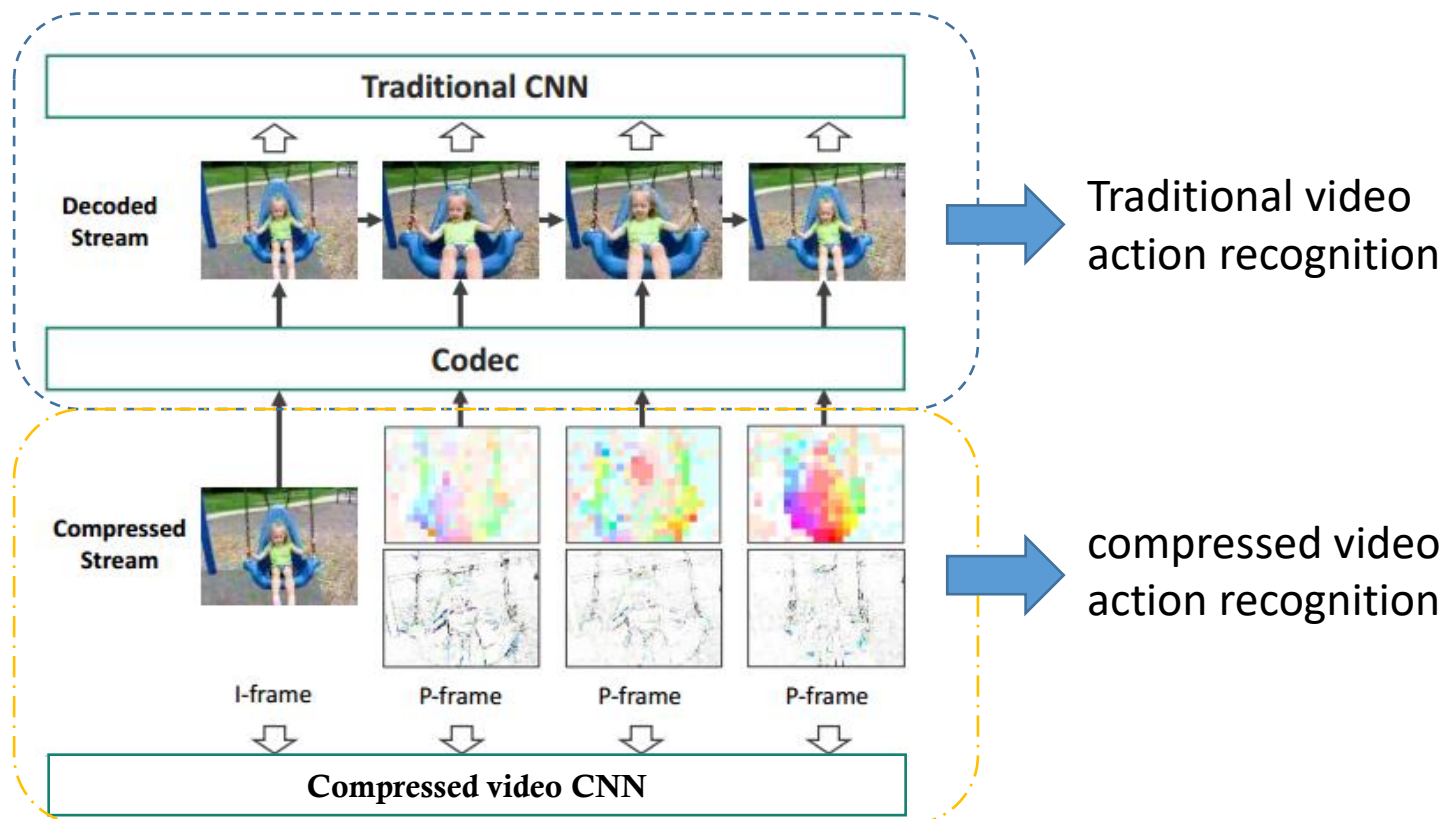 Traditional CNN
Decoded
Stream
Traditional video
action recognition
Codec
Compressed
Stream
compressed video
action recognition
I-frame P-frame P-frame P-frame
Compressed video CNN